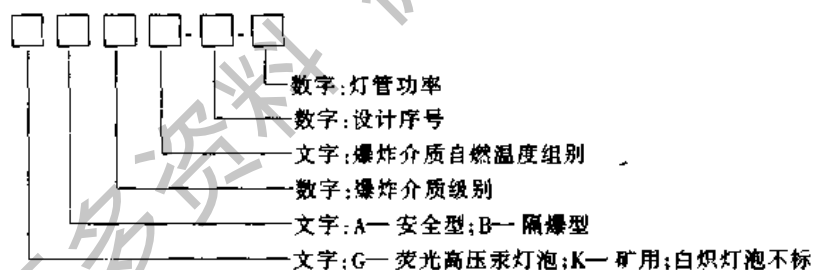 数字:灯管功率
数字:设计序号
文字:爆炸介质自燃温度组别
数字:爆炸介质级别
文字:A—安全型;B—隔爆型
文字:G—荧光高压汞灯泡;K—矿用;白炽灯泡不标
多资料